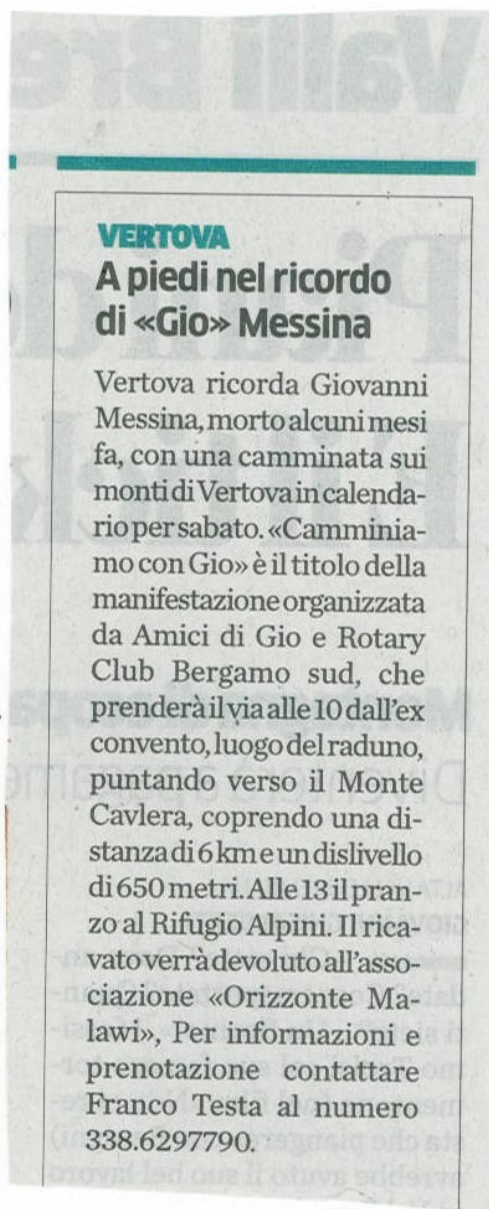 VERTOVA
A piedi nel ricordo
di «Gio» Messina
Vertova ricorda Giovanni
Messina, morto alcuni mesi
fa, con una camminata sui
monti di Vertova in calenda-
rio per sabato. «Camminia-
mo con Gio» è il titolo della
manifestazione organizzata
da Amici di Gio e Rotary
Club Bergamo sud, che
prenderà il via alle 10 dall'ex
convento, luogo del raduno,
puntando verso il Monte
Cavlera, coprendo una di-
stanza di 6 km e un dislivello
di 650 metri. Alle 13 il pran-
zo al Rifugio Alpini. Il rica-
vato verrà devoluto all'asso-
ciazione «Orizzonte Ma-
lawi», Per informazioni e
prenotazione contattare
Franco Testa al numero
338.6297790.